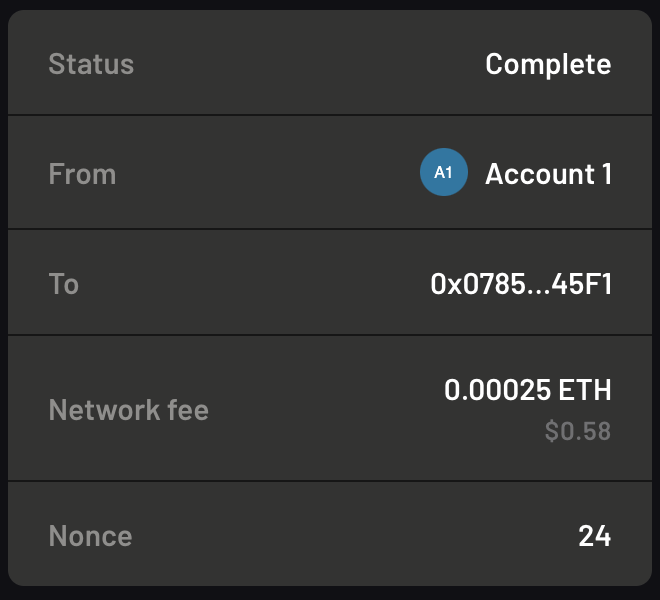 Status Complete
From A1 Account 1
To 0x0785...45F1
Network fee 0.00025 ETH
$0.58
Nonce 24